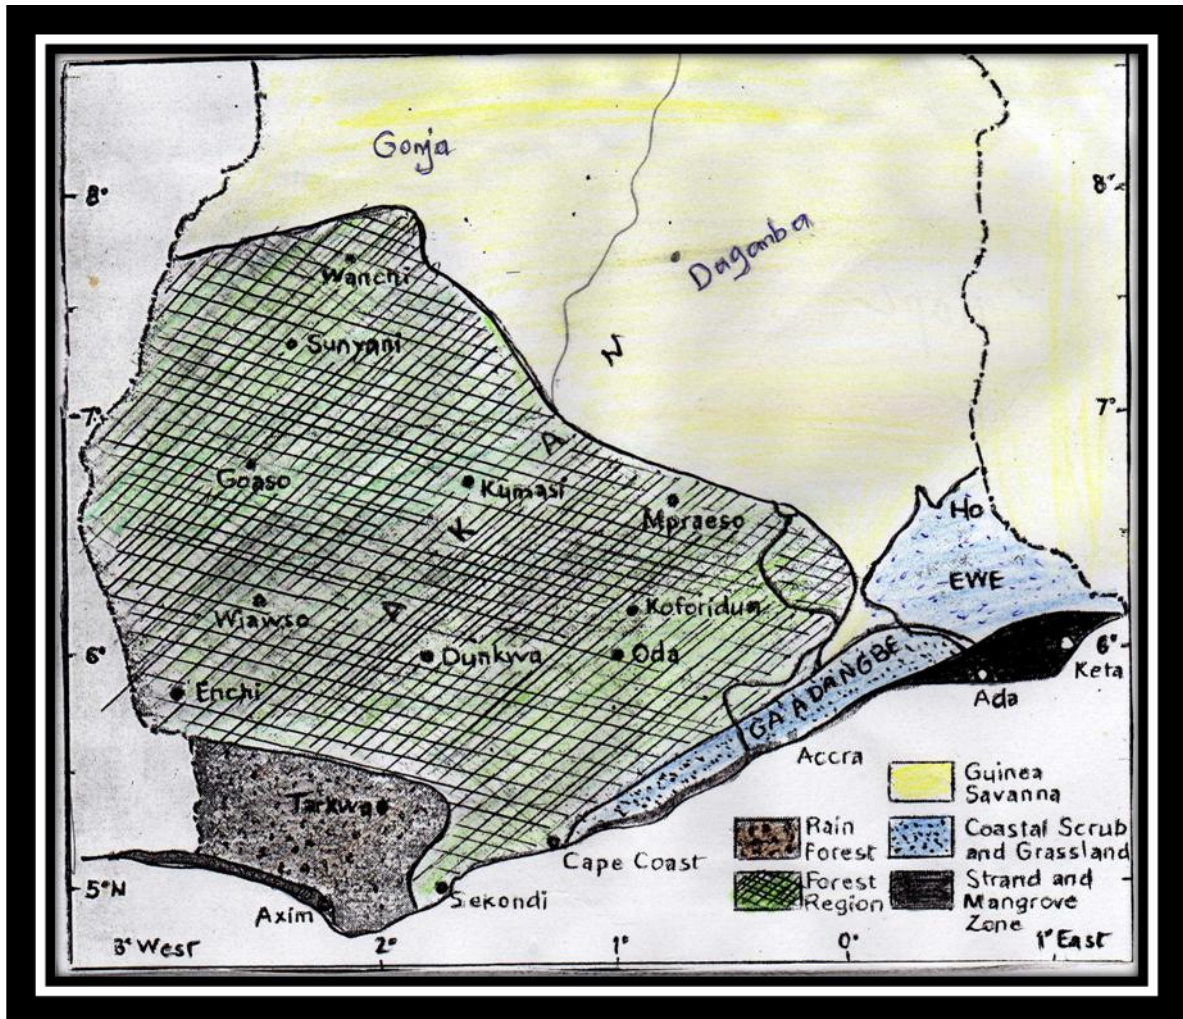 Gonja
8°
8°
Daganba
Wanchi
Sunyani
N
7°
7°
A
Goaso
Kumasi
Mpraeso
Ho
K
EWE
Wiawso
A
Koforidua
6°
Dunkwa
Oda
6°
Keta
Enchi
GA ADANGBE
Ada
Accra
Tarkwa
Guinea
Savanna
Rain
Forest
Coastal Scrub
and Grassland
Cape Coast
Forest
Region
Strand and
Mangrove
Zone
5°N
Axim
Sekondi
3° West
2°
1°
0°
1° East